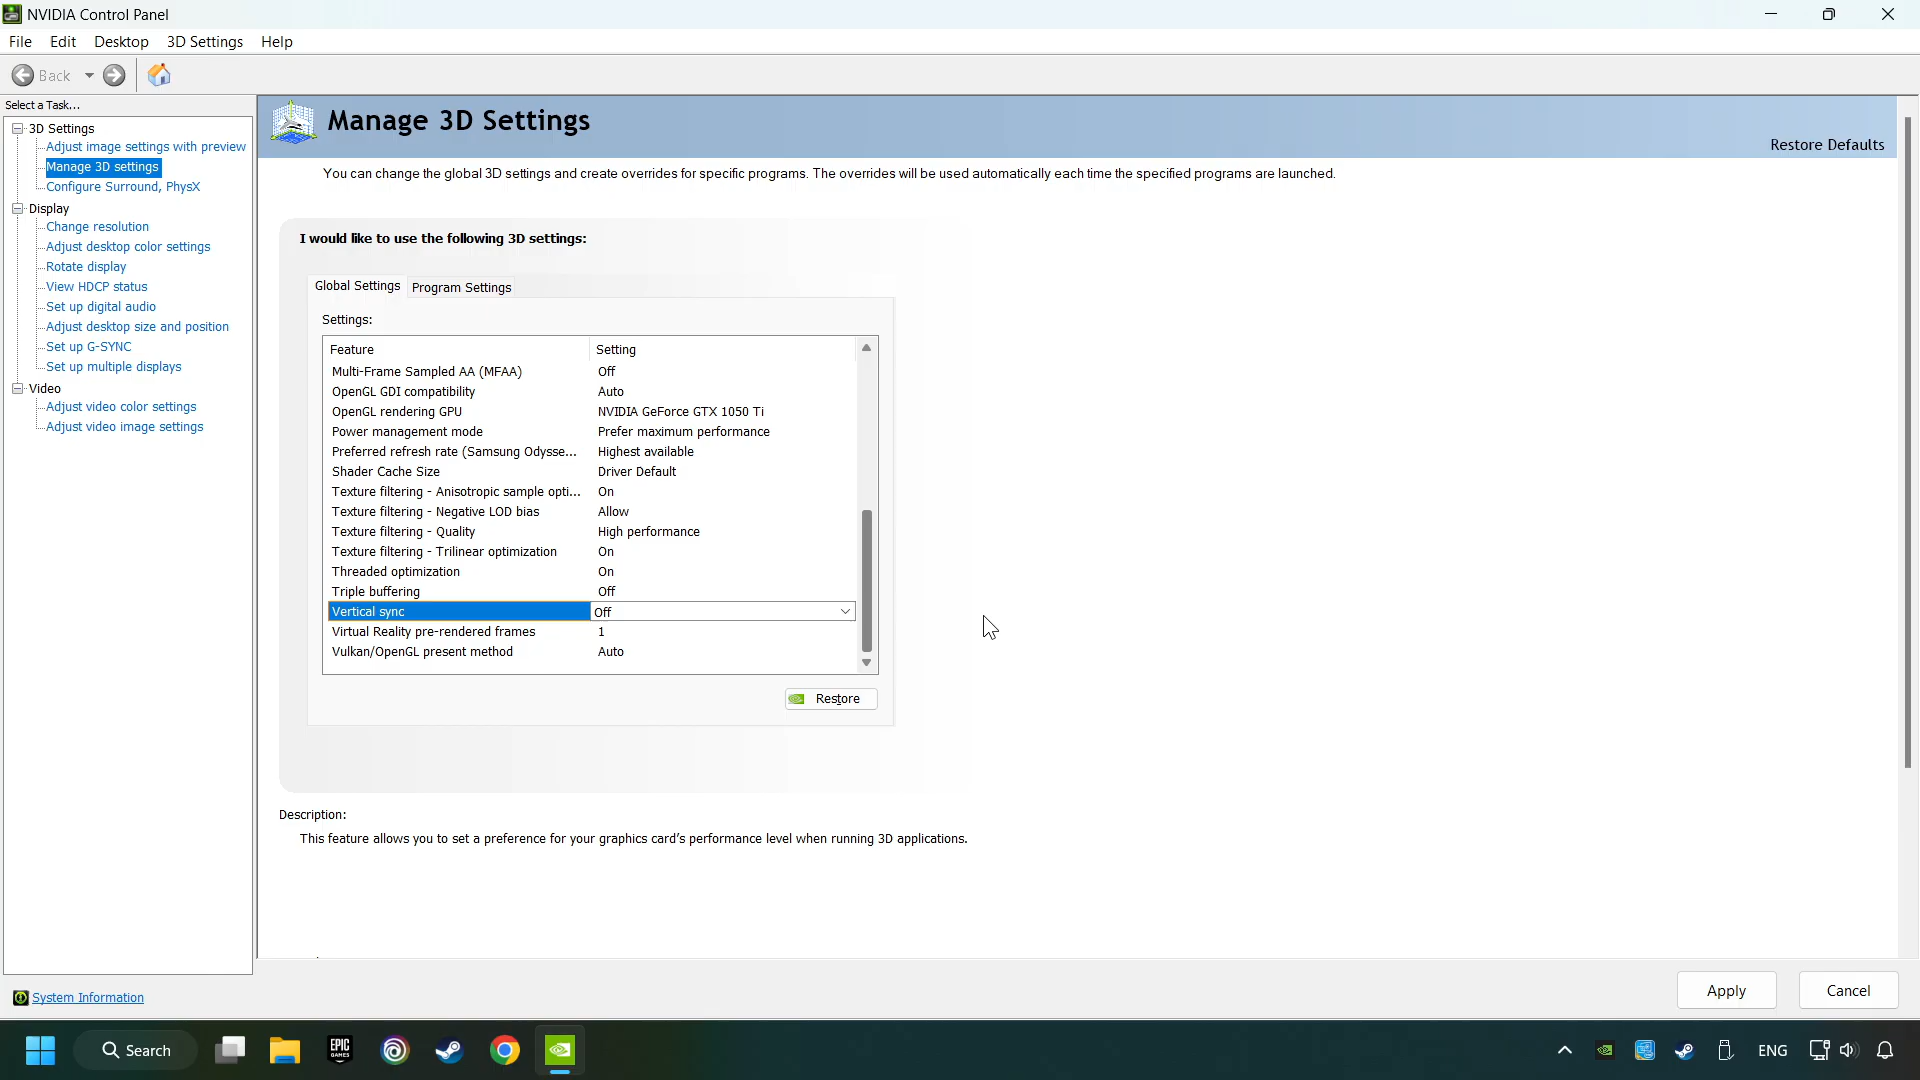 NVIDIA Control Panel
File Edit Desktop 3D Settings Help
Back
Select a Task...
3D Settings
Adjust image settings with preview
Manage 3D settings
Configure Surround, PhysX
Display
Change resolution
Adjust desktop color settings
Rotate display
View HDCP status
Set up digital audio
Adjust desktop size and position
Set up G-SYNC
Set up multiple displays
Video
Adjust video color settings
Adjust video image settings
System Information
Manage 3D Settings
Restore Defaults
You can change the global 3D settings and create overrides for specific programs. The overrides will be used automatically each time the specified programs are launched.
I would like to use the following 3D settings:
Global Settings Program Settings
Settings:
Feature Setting
Multi-Frame Sampled AA (MFAA) Off
OpenGL GDI compatibility Auto
OpenGL rendering GPU NVIDIA GeForce GTX 1050 Ti
Power management mode Prefer maximum performance
Preferred refresh rate (Samsung Odysse... Highest available
Shader Cache Size Driver Default
Texture filtering - Anisotropic sample opti... On
Texture filtering - Negative LOD bias Allow
Texture filtering - Quality High performance
Texture filtering - Trilinear optimization On
Threaded optimization On
Triple buffering Off
Vertical sync Off
Virtual Reality pre-rendered frames 1
Vulkan/OpenGL present method Auto
Restore
Description:
This feature allows you to set a preference for your graphics card's performance level when running 3D applications.
Apply Cancel
Search
EPIC
GAMES
ENG